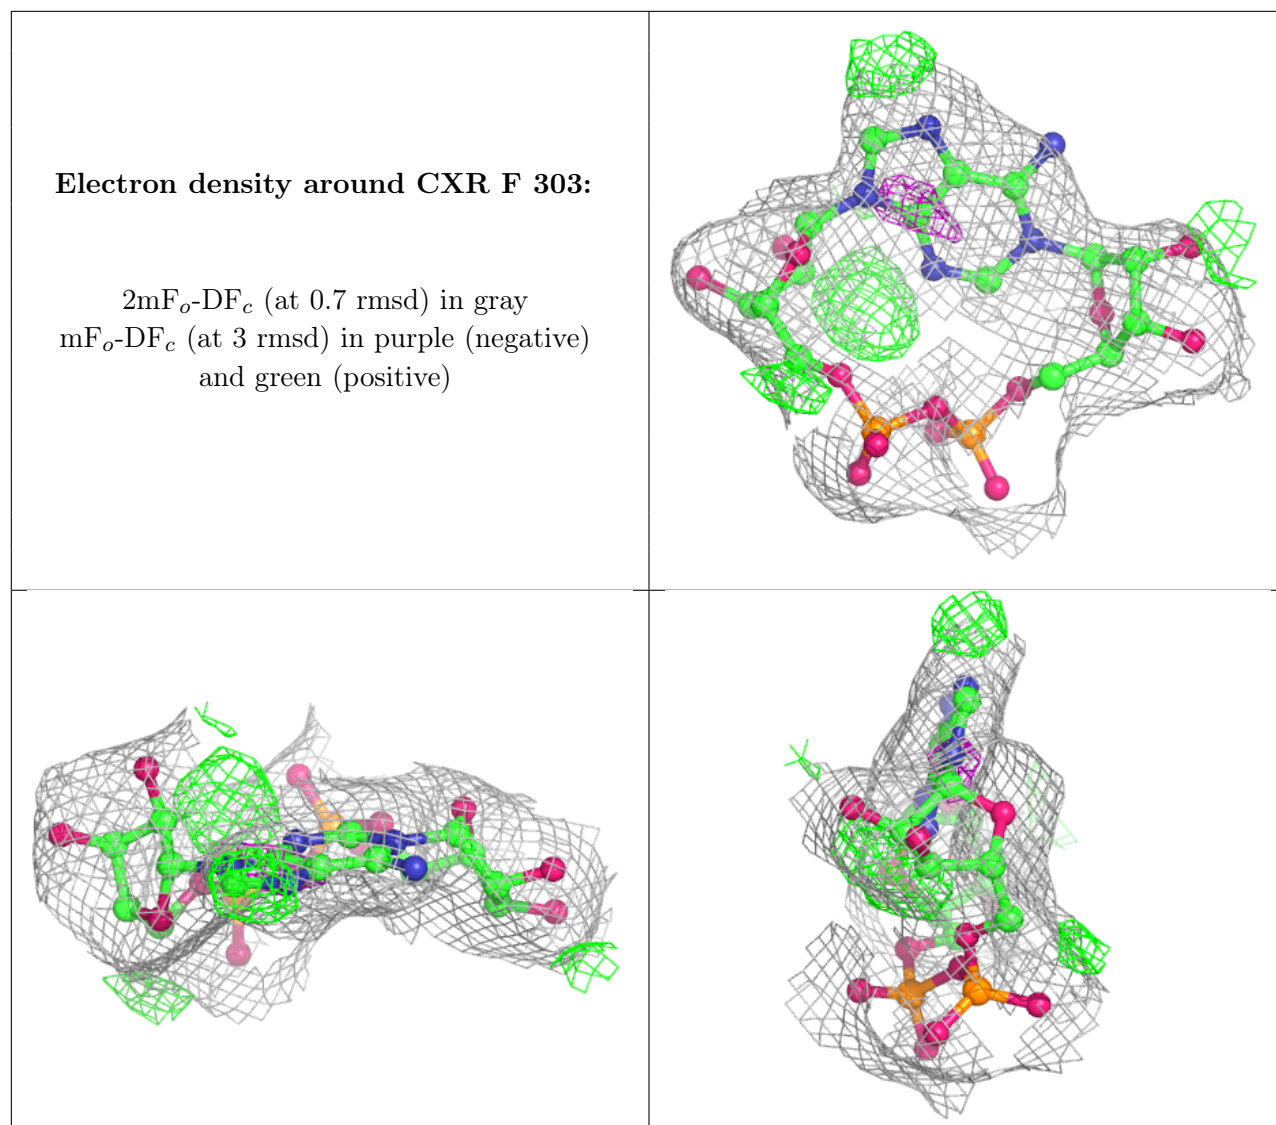 Electron density around CXR F 303:
2mFo-DFc (at 0.7 rmsd) in gray
mFo-DFc (at 3 rmsd) in purple (negative)
and green (positive)